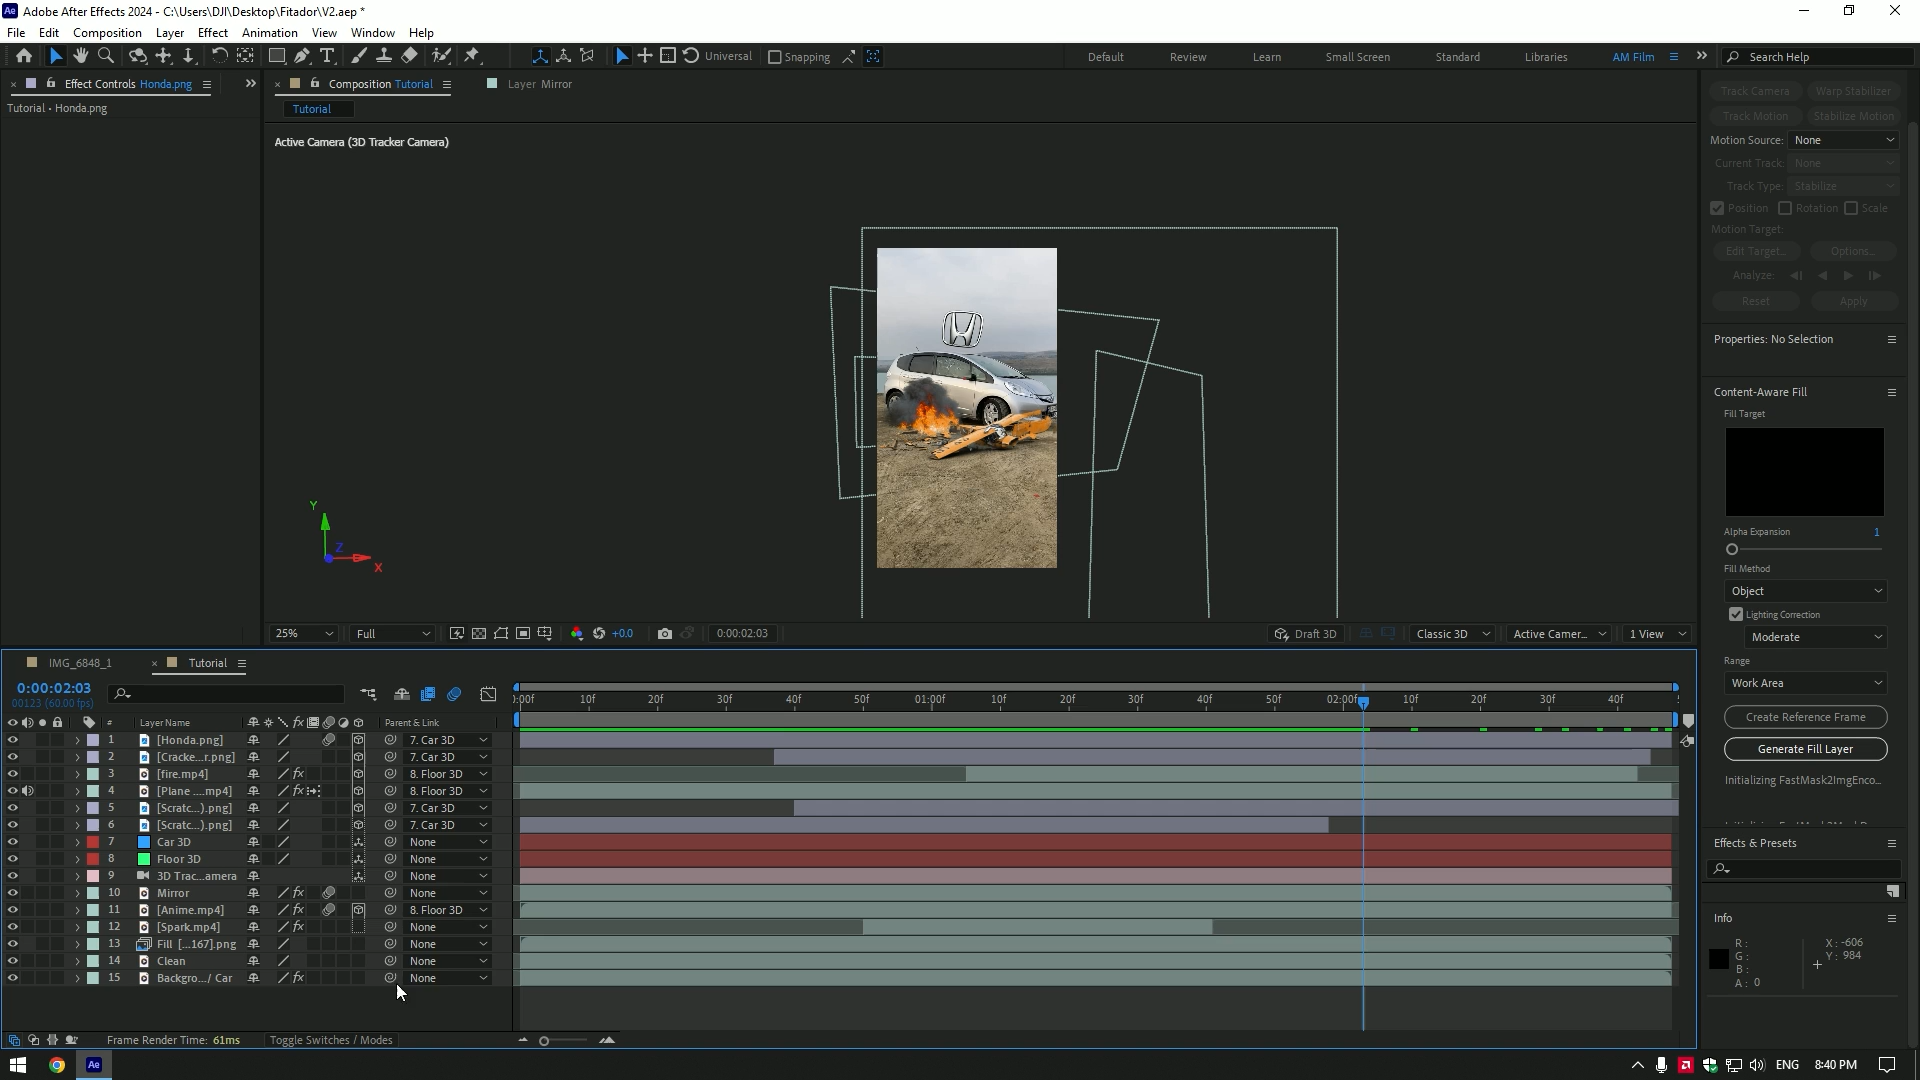 Adobe After Effects 2024 - C:\Users\DJI\Desktop\Fitador\V2.aep *
File Edit Composition Layer Effect Animation View Window Help
Universal Snapping Default Review Learn Small Screen Standard Libraries AM Film Search Help
Effect Controls Honda.png
Tutorial • Honda.png
Composition Tutorial
Layer Mirror
Tutorial
Active Camera (3D Tracker Camera)
Y
Z
X
25% Full +0.0 0:00:02:03 Draft 3D Classic 3D Active Camer... 1 View
Track Camera Warp Stabilizer
Track Motion Stabilize Motion
Motion Source: None
Current Track: None
Track Type: Stabilize
Position Rotation Scale
Motion Target:
Edit Target... Options...
Analyze:
Reset Apply
Properties: No Selection
Content-Aware Fill
Fill Target
Alpha Expansion 1
Fill Method
Object
Lighting Correction
Moderate
Range
Work Area
Create Reference Frame
Generate Fill Layer
Initializing FastMask2ImgEnco...
Effects & Presets
Info
R:
G:
B:
A: 0
X: -606
Y: 984
IMG_6848_1
Tutorial
0:00:02:03
00123 (60.00 fps)
:00f 10f 20f 30f 40f 50f 01:00f 10f 20f 30f 40f 50f 02:00f 10f 20f 30f 40f
# Layer Name Parent & Link
1 [Honda.png] 7. Car 3D
2 [Cracke...r.png] 7. Car 3D
3 [fire.mp4] 8. Floor 3D
4 [Plane ....mp4] 8. Floor 3D
5 [Scratc...).png] 7. Car 3D
6 [Scratc...).png] 7. Car 3D
7 Car 3D None
8 Floor 3D None
9 3D Trac...amera None
10 Mirror None
11 [Anime.mp4] 8. Floor 3D
12 [Spark.mp4] None
13 Fill [...167].png None
14 Clean None
15 Backgro.../ Car None
Frame Render Time: 61ms Toggle Switches / Modes
ENG 8:40 PM